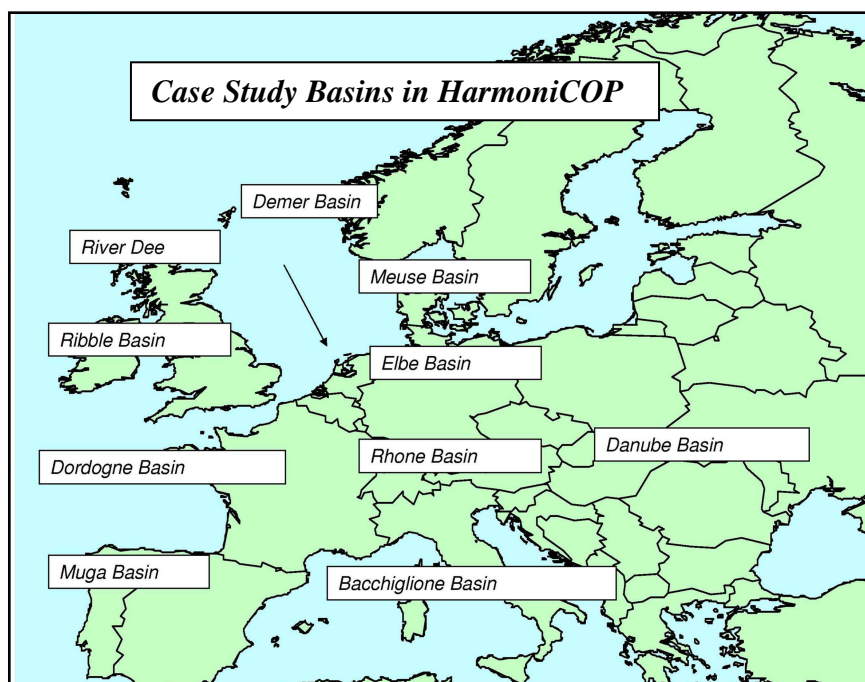 Case Study Basins in HarmoniCOP
Demer Basin
River Dee
Meuse Basin
Ribble Basin
Elbe Basin
Dordogne Basin
Rhone Basin
Danube Basin
Muga Basin
Bacchiglione Basin